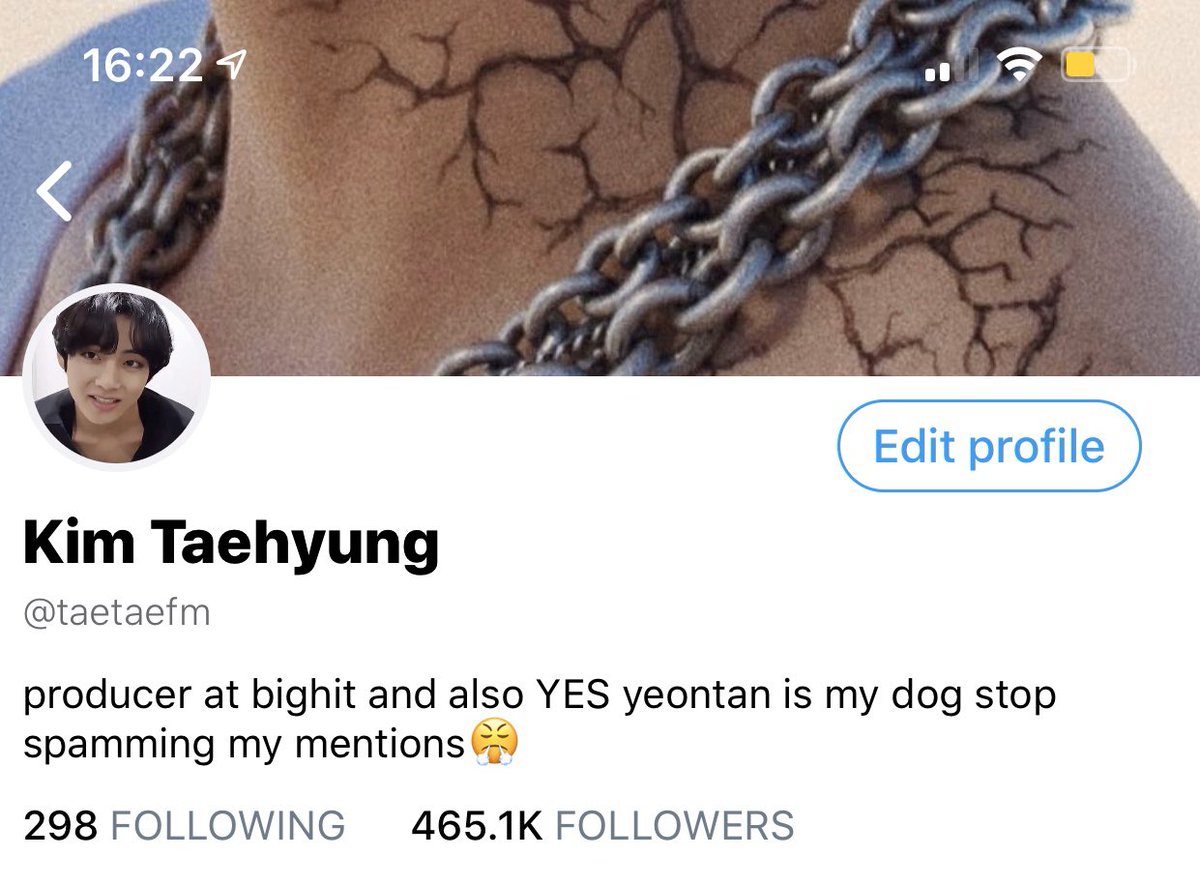 16:22
Edit profile
Kim Taehyung
@taetaefm
producer at bighit and also YES yeontan is my dog stop
spamming my mentions😤
298 FOLLOWING 465.1K FOLLOWERS